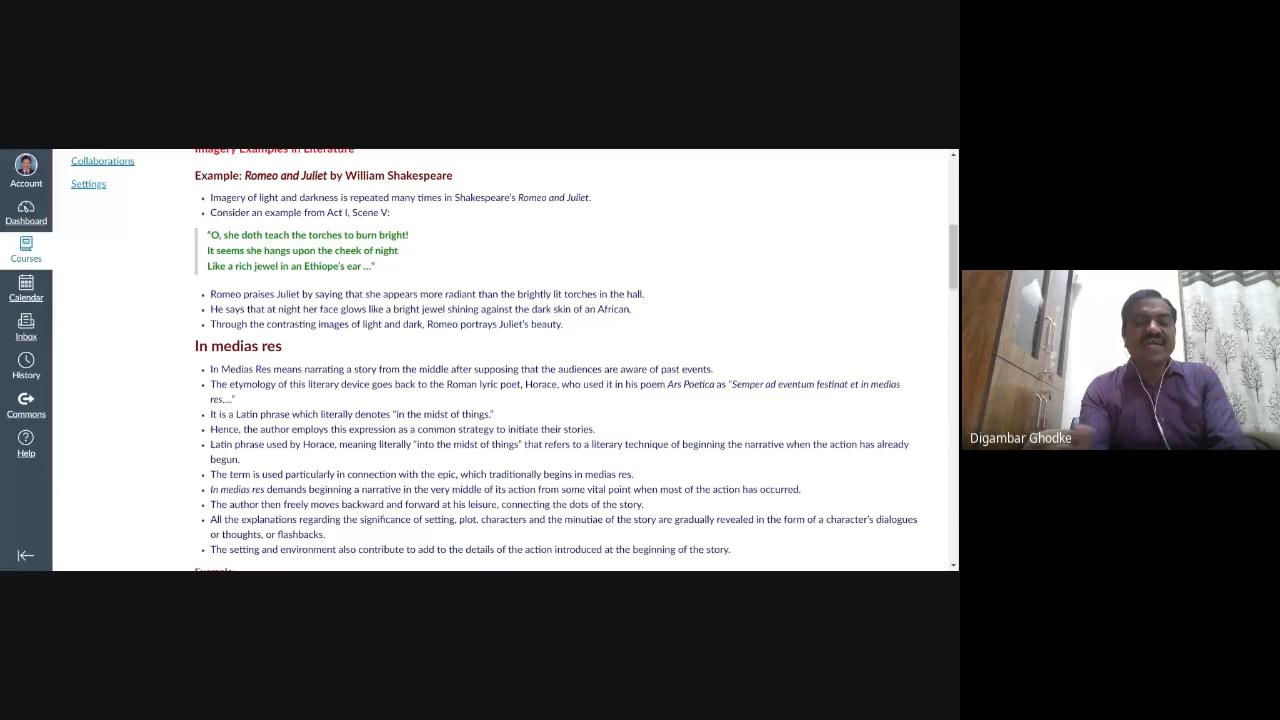 Account
Dashboard
Courses
Calendar
Inbox
History
Commons
Help
Collaborations
Settings
Imagery Examples in Literature
Example: Romeo and Juliet by William Shakespeare
• Imagery of light and darkness is repeated many times in Shakespeare's Romeo and Juliet.
• Consider an example from Act I, Scene V:
"O, she doth teach the torches to burn bright!
It seems she hangs upon the cheek of night
Like a rich jewel in an Ethiope's ear ..."
• Romeo praises Juliet by saying that she appears more radiant than the brightly lit torches in the hall.
• He says that at night her face glows like a bright jewel shining against the dark skin of an African.
• Through the contrasting images of light and dark, Romeo portrays Juliet's beauty.
In medias res
• In Medias Res means narrating a story from the middle after supposing that the audiences are aware of past events.
• The etymology of this literary device goes back to the Roman lyric poet, Horace, who used it in his poem Ars Poetica as "Semper ad eventum festinat et in medias
res...."
• It is a Latin phrase which literally denotes "in the midst of things."
• Hence, the author employs this expression as a common strategy to initiate their stories.
• Latin phrase used by Horace, meaning literally "into the midst of things" that refers to a literary technique of beginning the narrative when the action has already
begun.
• The term is used particularly in connection with the epic, which traditionally begins in medias res.
• In medias res demands beginning a narrative in the very middle of its action from some vital point when most of the action has occurred.
• The author then freely moves backward and forward at his leisure, connecting the dots of the story.
• All the explanations regarding the significance of setting, plot, characters and the minutiae of the story are gradually revealed in the form of a character's dialogues
or thoughts, or flashbacks.
• The setting and environment also contribute to add to the details of the action introduced at the beginning of the story.
Example:
Digambar Ghodke